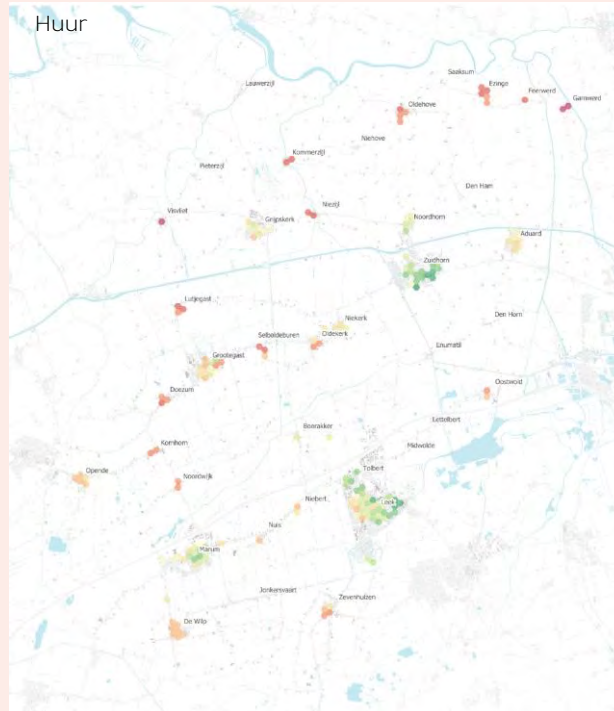 Huur
Lauwerzijl
Saaksum
Ezinge
Feerwerd
Garnwerd
Oldehove
Niehove
Kommerzijl
Pieterzijl
Den Ham
Visvliet
Niezijl
Grijpskerk
Noordhorn
Aduard
Zuidhorn
Lutjegast
Den Horn
Niekerk
Sebaldeburen
Oldekerk
Enumatil
Grootegast
Doezum
Oostwold
Lettelbert
Boerakker
Midwolde
Kornhorn
Tolbert
Opende
Noordwijk
Niebert
Leek
Nuis
Marum
Jonkersvaart
Zevenhuizen
De Wilp